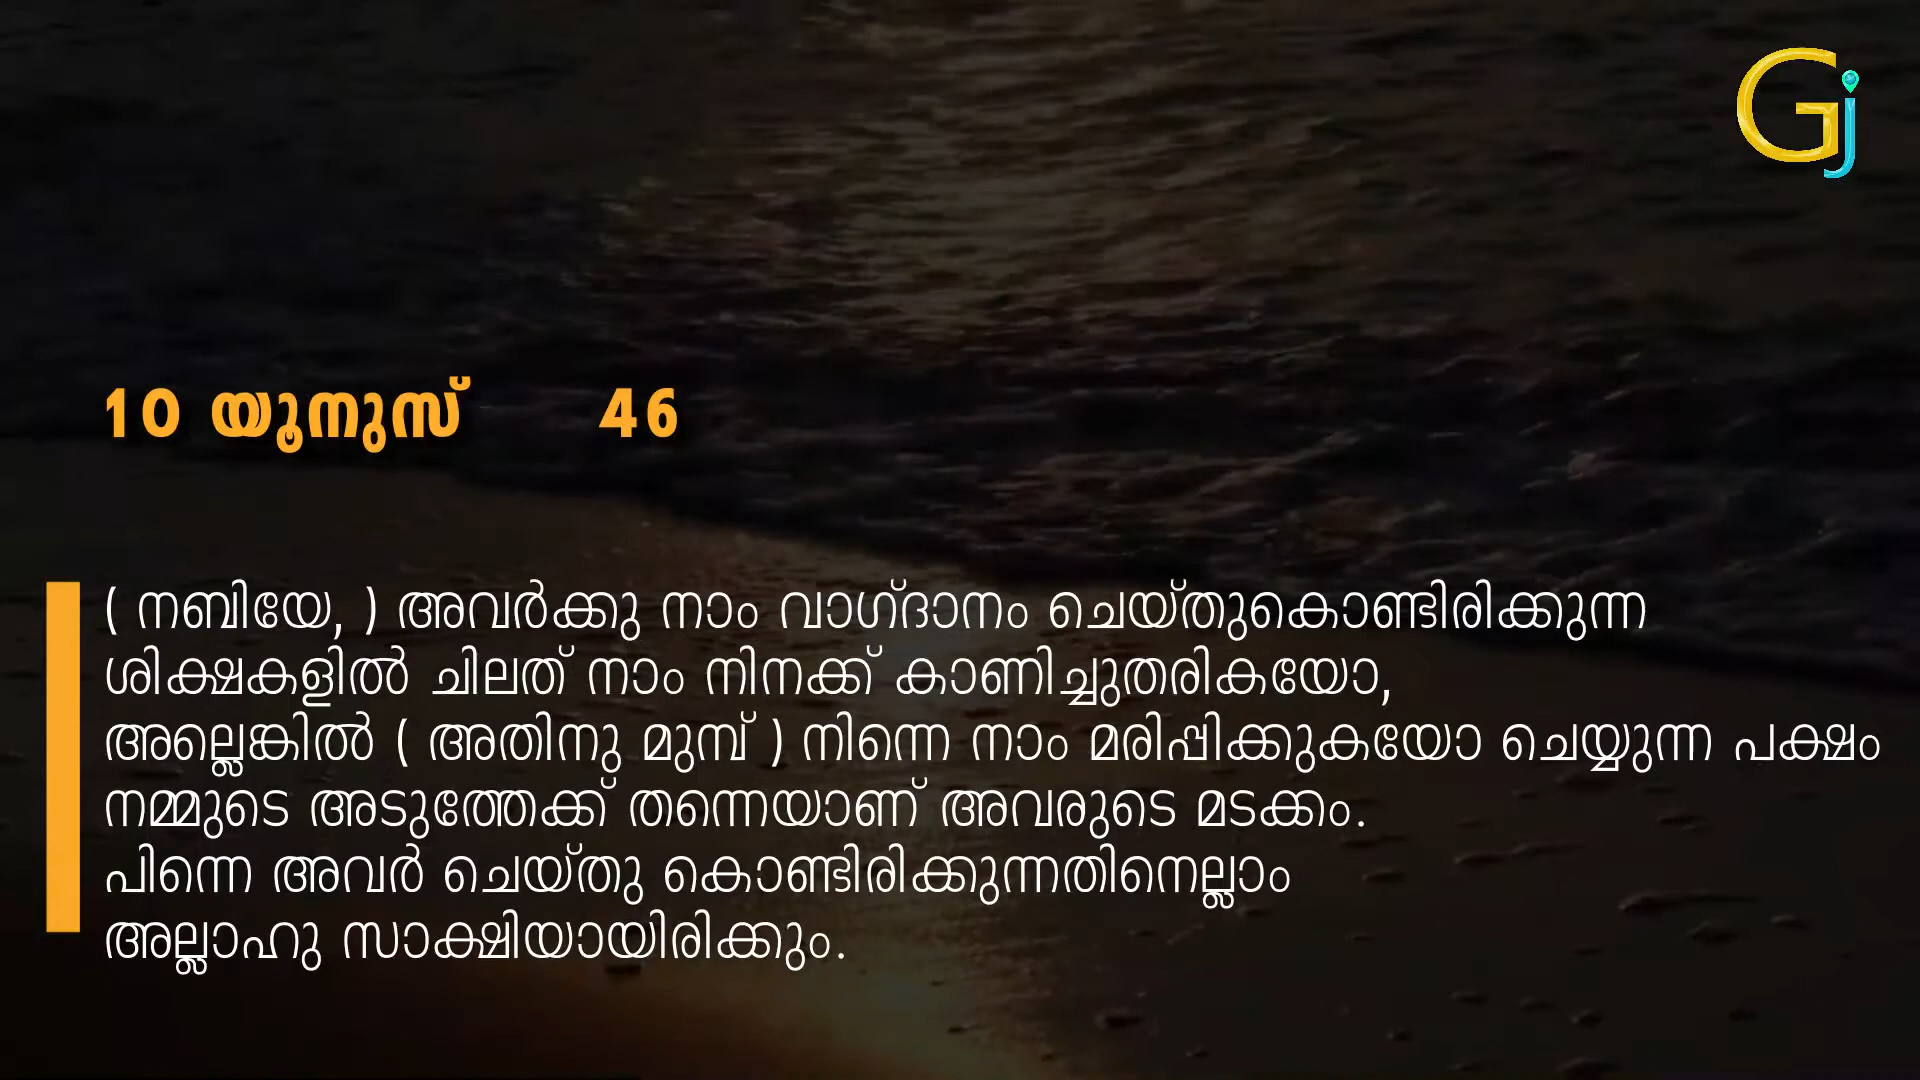 Gj
10 യൂനുസ് 46
( നബിയേ, ) അവർക്കു നാം വാഗ്ദാനം ചെയ്തുകൊണ്ടിരിക്കുന്ന
ശിക്ഷകളിൽ ചിലത് നാം നിനക്ക് കാണിച്ചുതരികയോ,
അല്ലെങ്കിൽ ( അതിനു മുമ്പ് ) നിന്നെ നാം മരിപ്പിക്കുകയോ ചെയ്യുന്ന പക്ഷം
നമ്മുടെ അടുത്തേക്ക് തന്നെയാണ് അവരുടെ മടക്കം.
പിന്നെ അവർ ചെയ്തു കൊണ്ടിരിക്കുന്നതിനെല്ലാം
അല്ലാഹു സാക്ഷിയായിരിക്കും.